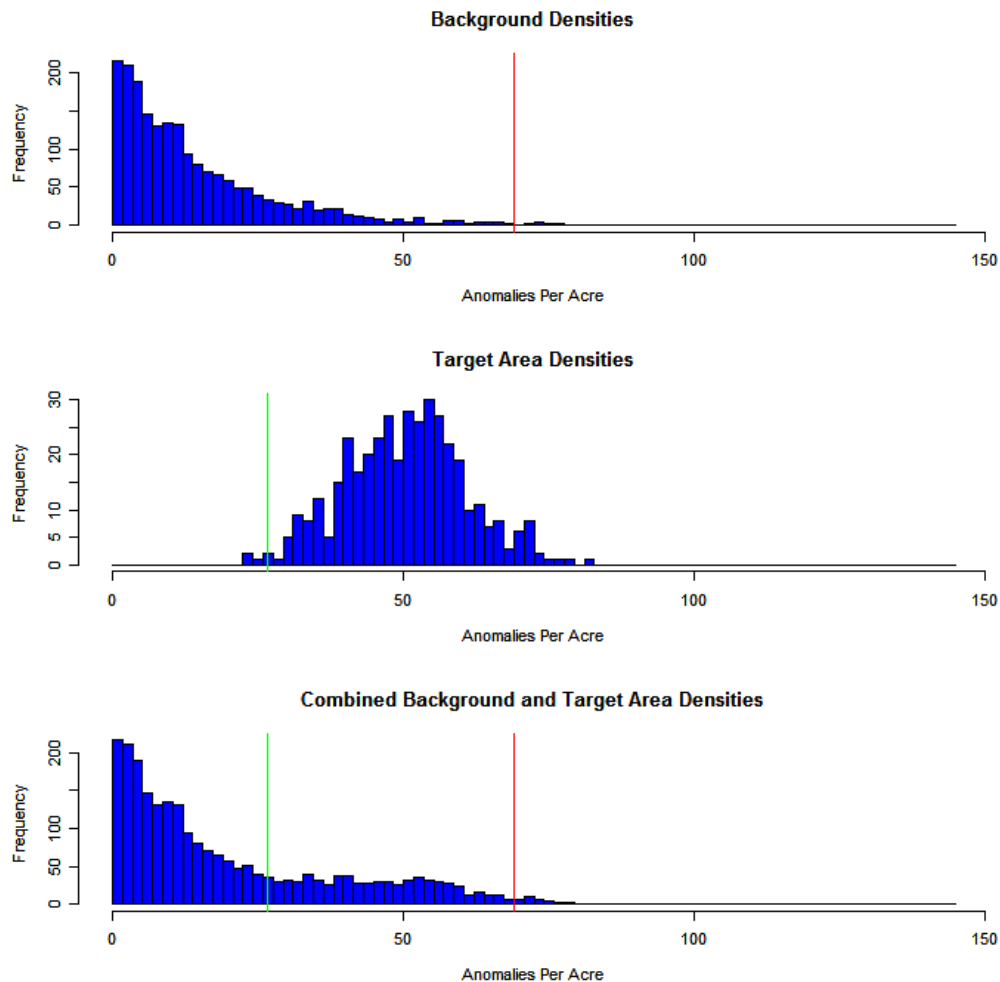 Background Densities
Frequency
0 50 100 200
0 50 100 150
Anomalies Per Acre
Target Area Densities
Frequency
0 5 10 20 30
0 50 100 150
Anomalies Per Acre
Combined Background and Target Area Densities
Frequency
0 50 100 200
0 50 100 150
Anomalies Per Acre